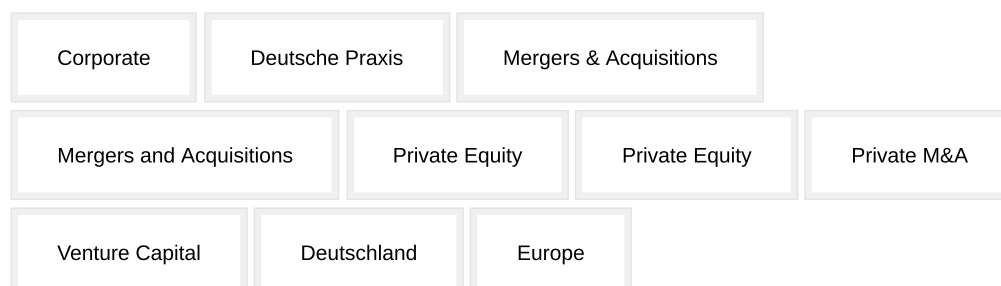 Corporate Deutsche Praxis Mergers & Acquisitions
Mergers and Acquisitions Private Equity Private Equity Private M&A
Venture Capital Deutschland Europe